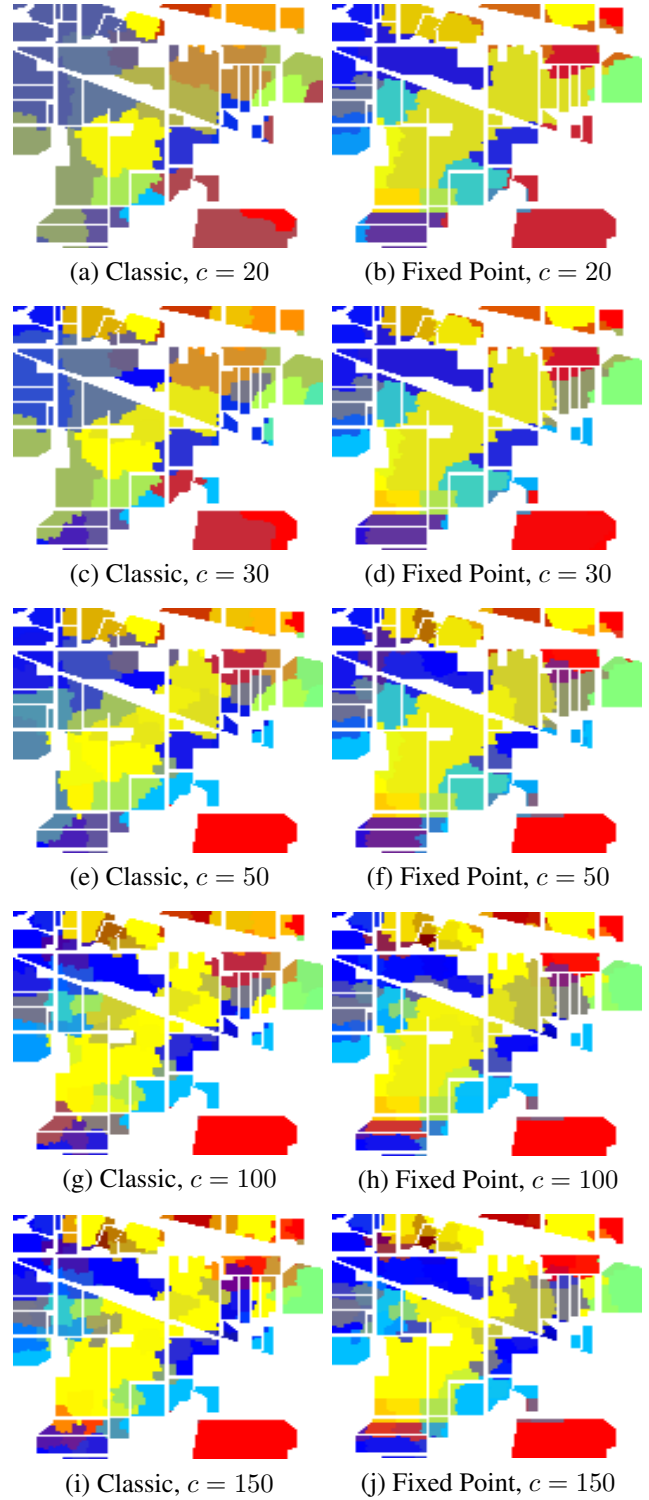 (a) Classic, c = 20
(b) Fixed Point, c = 20
(c) Classic, c = 30
(d) Fixed Point, c = 30
(e) Classic, c = 50
(f) Fixed Point, c = 50
(g) Classic, c = 100
(h) Fixed Point, c = 100
(i) Classic, c = 150
(j) Fixed Point, c = 150